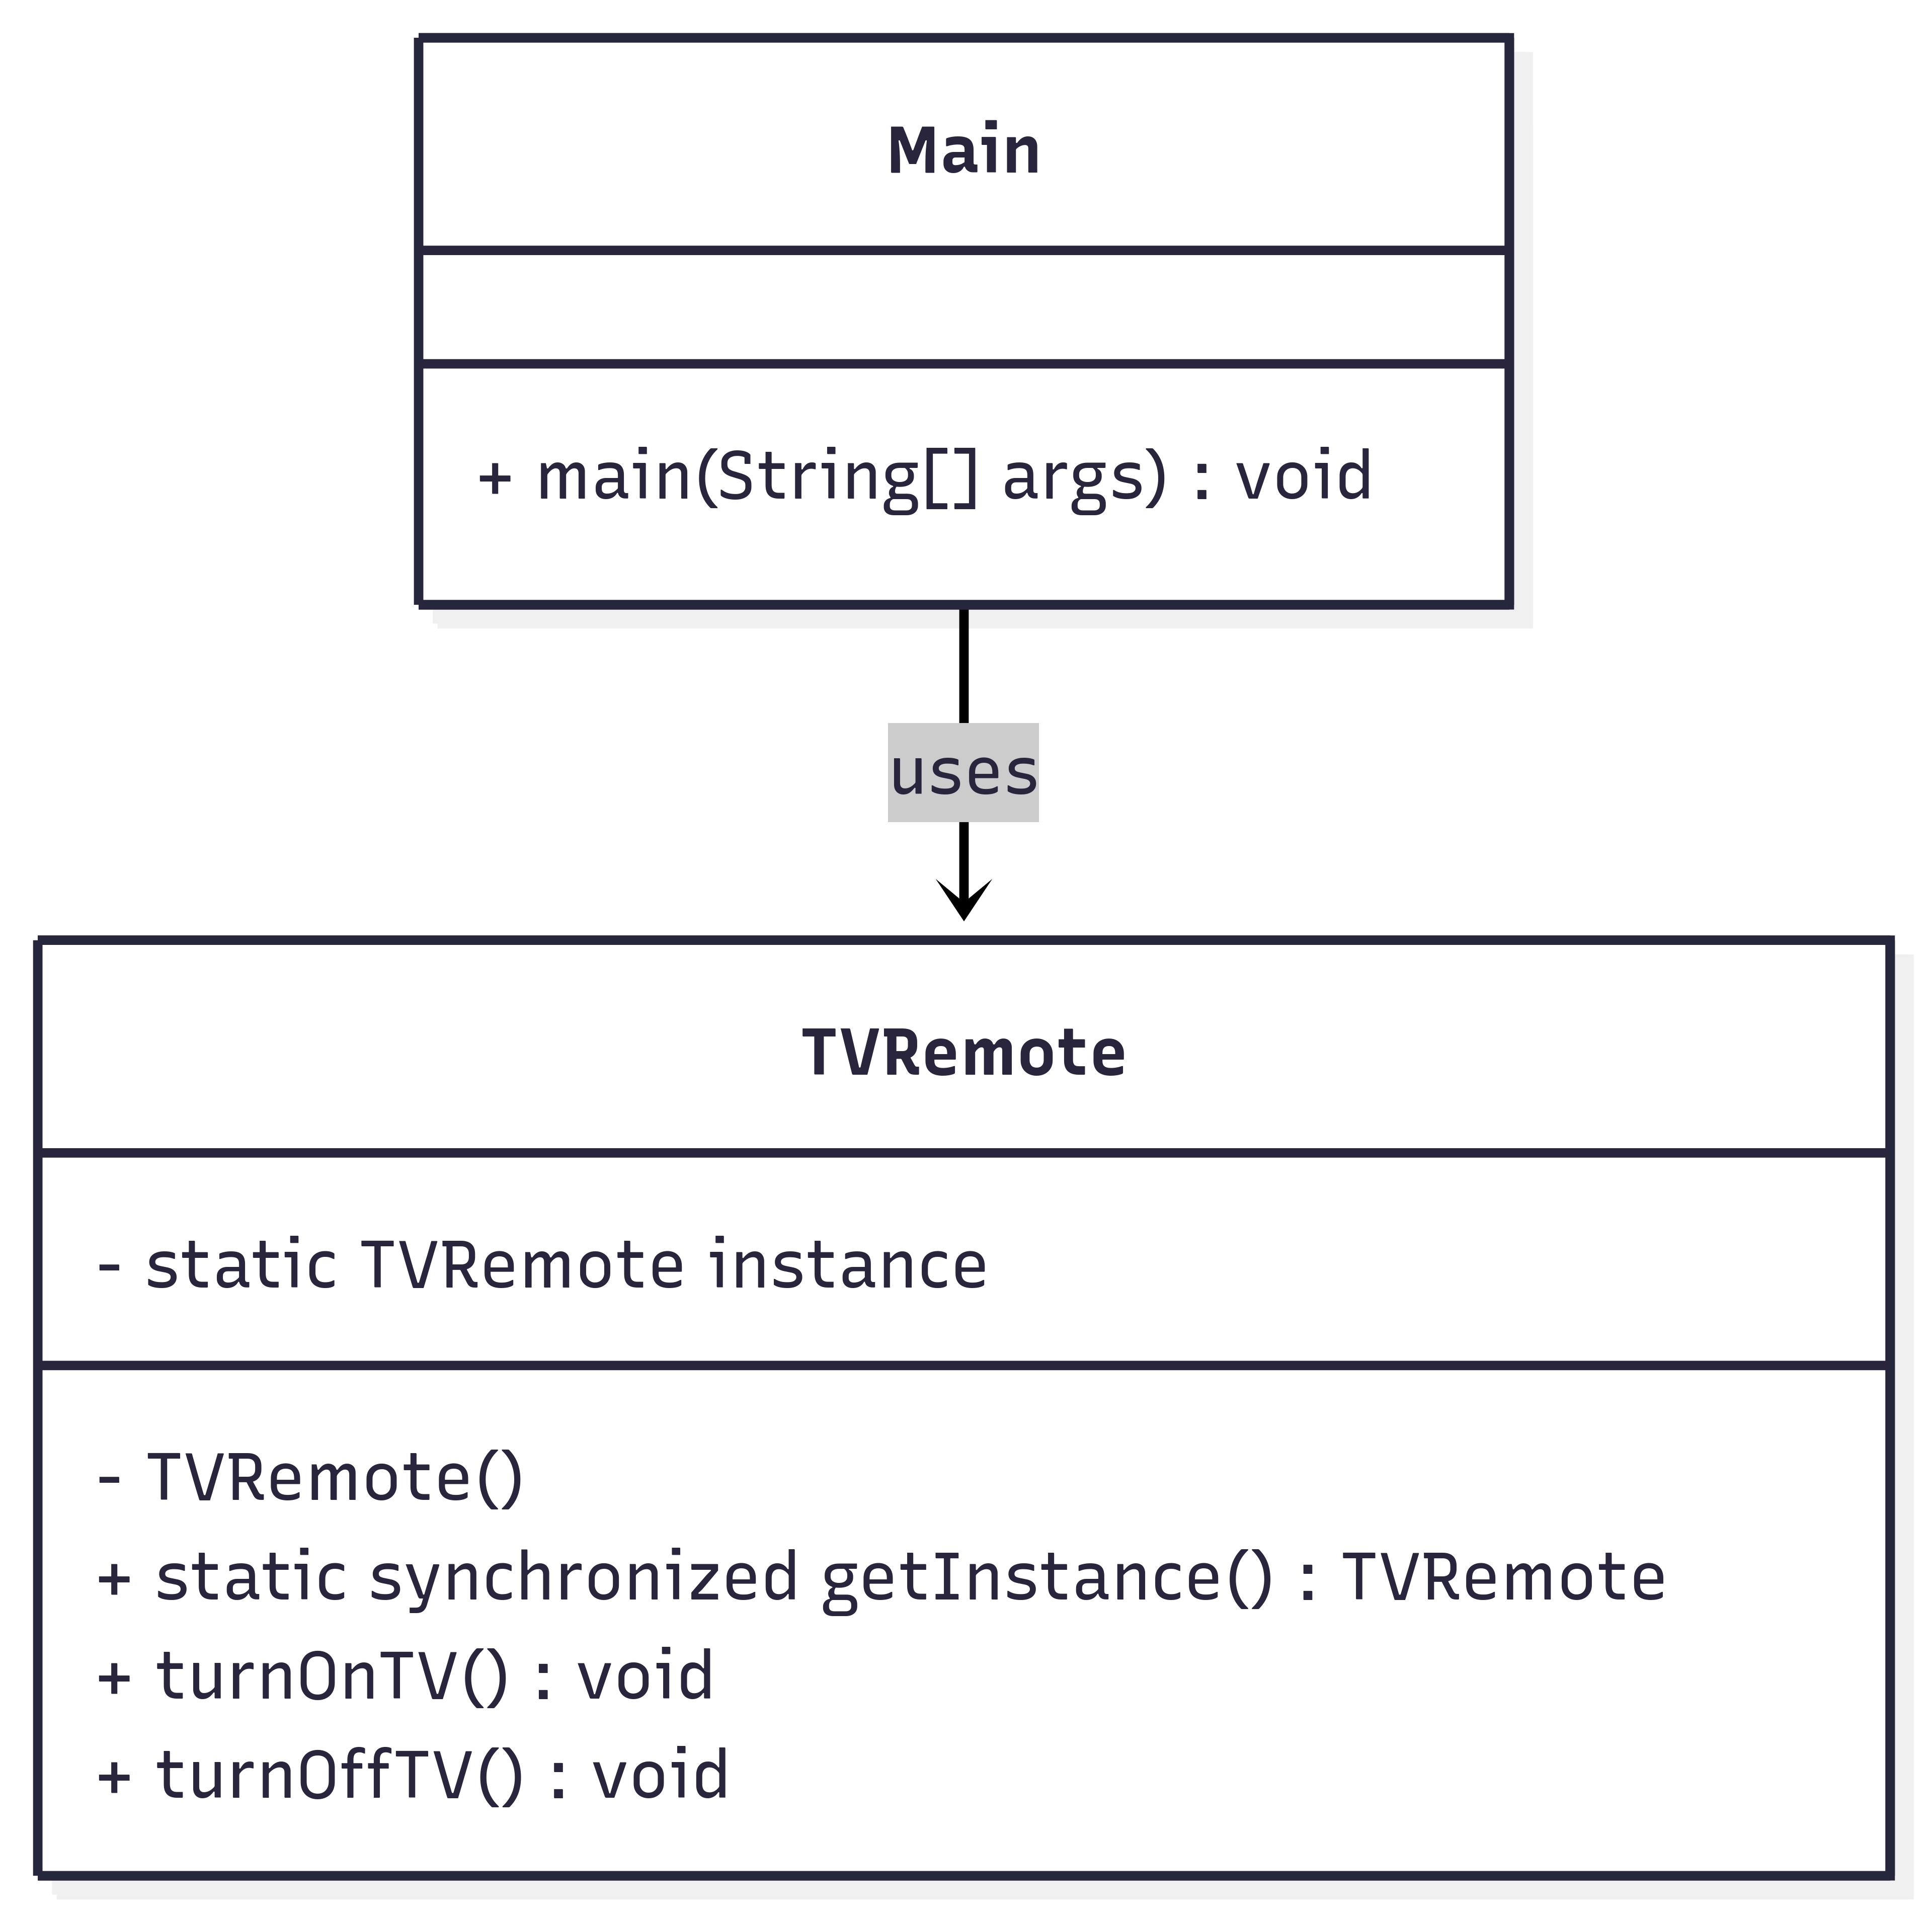 Main
+ main(String[] args) : void
uses
TVRemote
- static TVRemote instance
- TVRemote()
+ static synchronized getInstance() : TVRemote
+ turnOnTV() : void
+ turnOffTV() : void